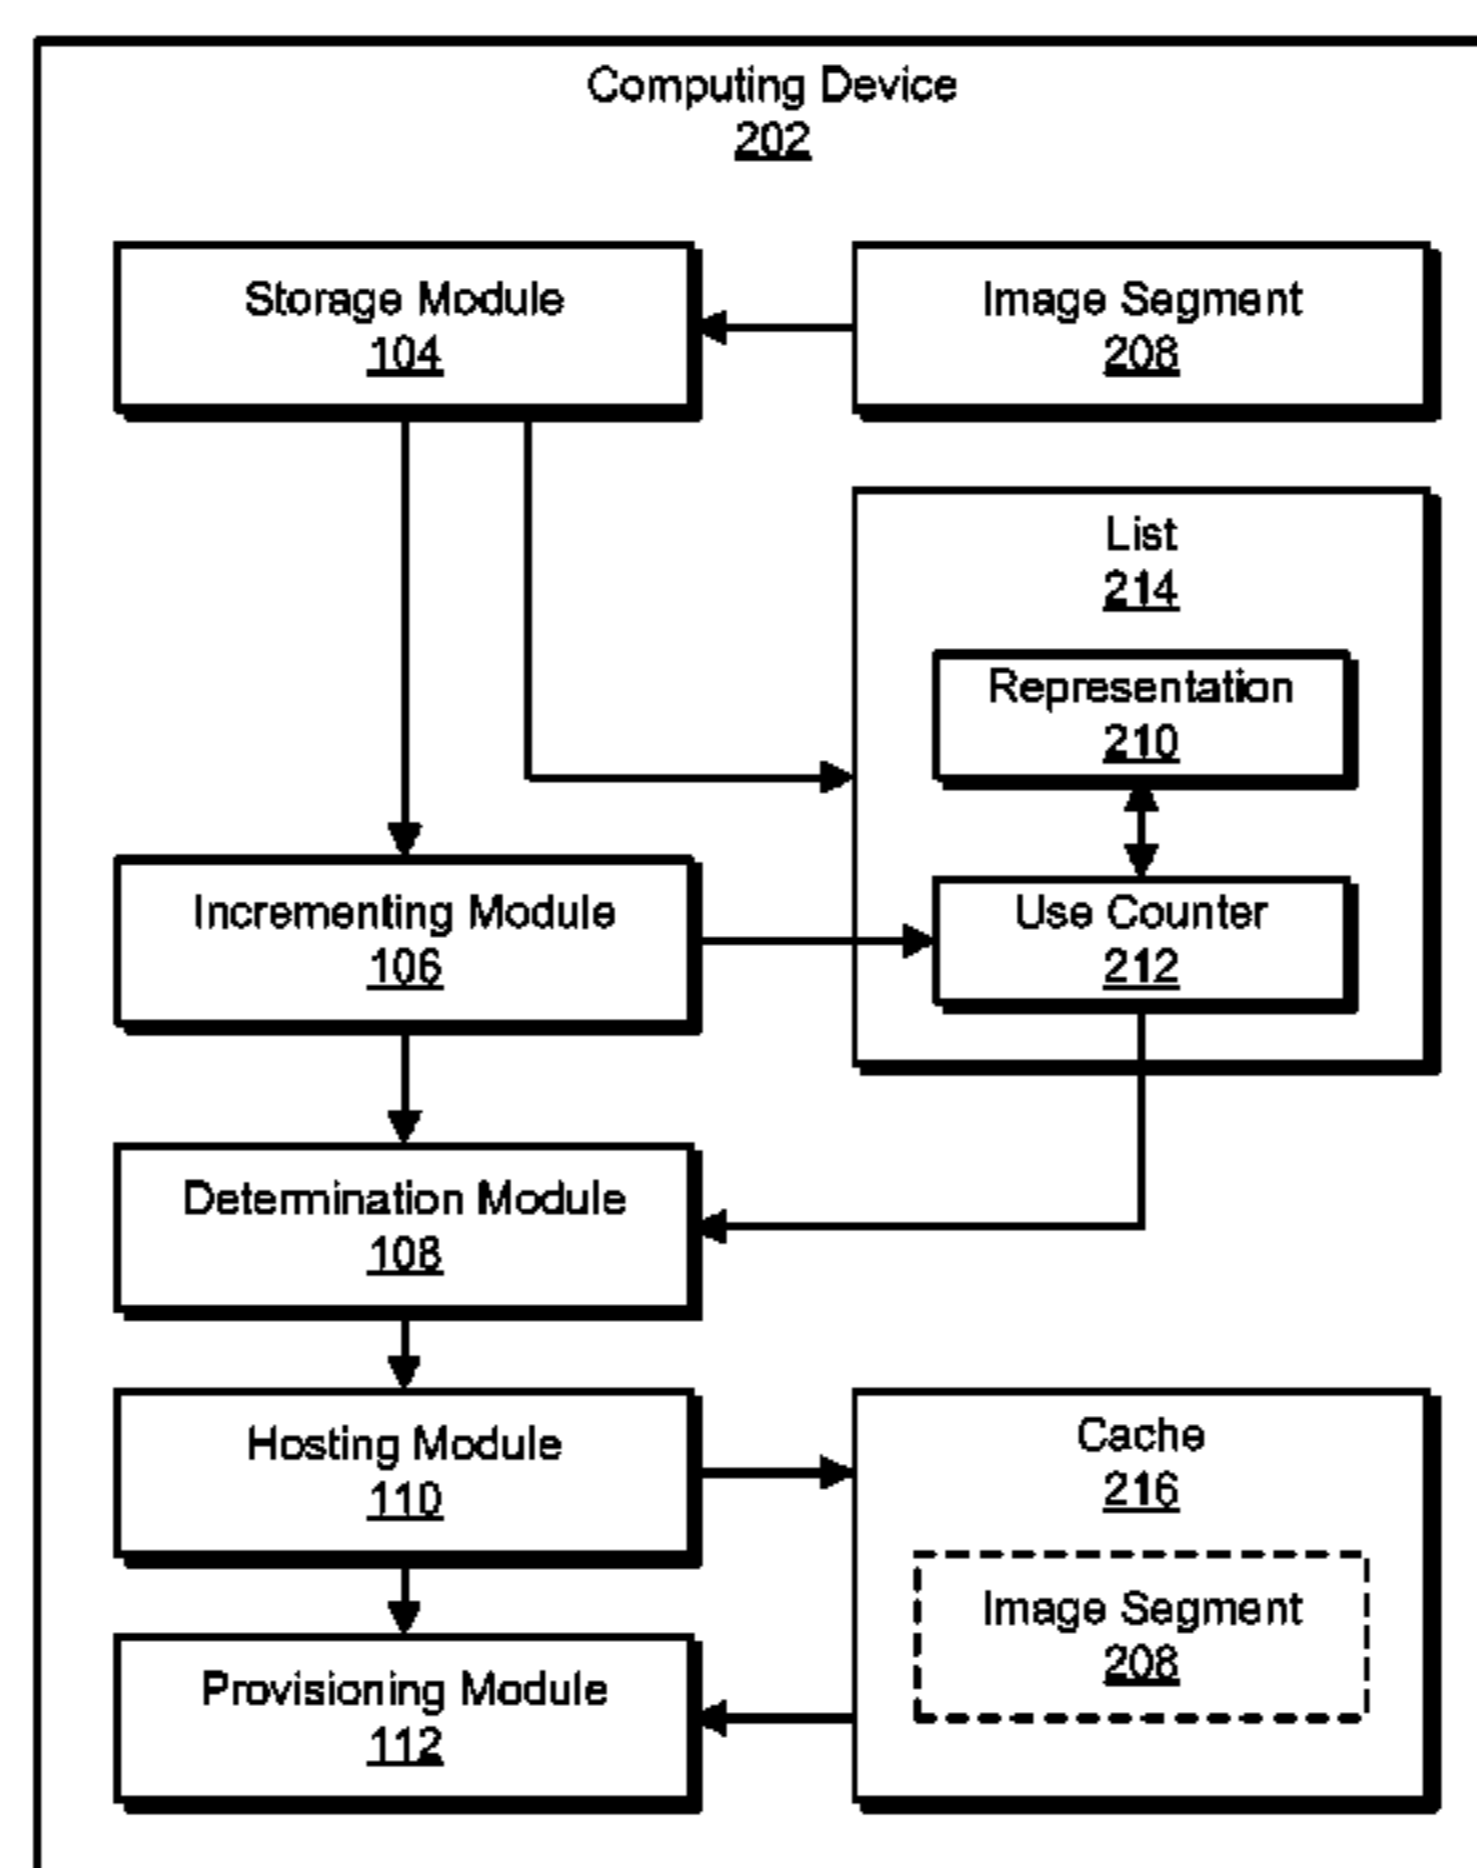 Computing Device
202
Storage Module
104
Image Segment
208
List
214
Representation
210
Incrementing Module
106
Use Counter
212
Determination Module
108
Hosting Module
110
Cache
216
Image Segment
208
Provisioning Module
112